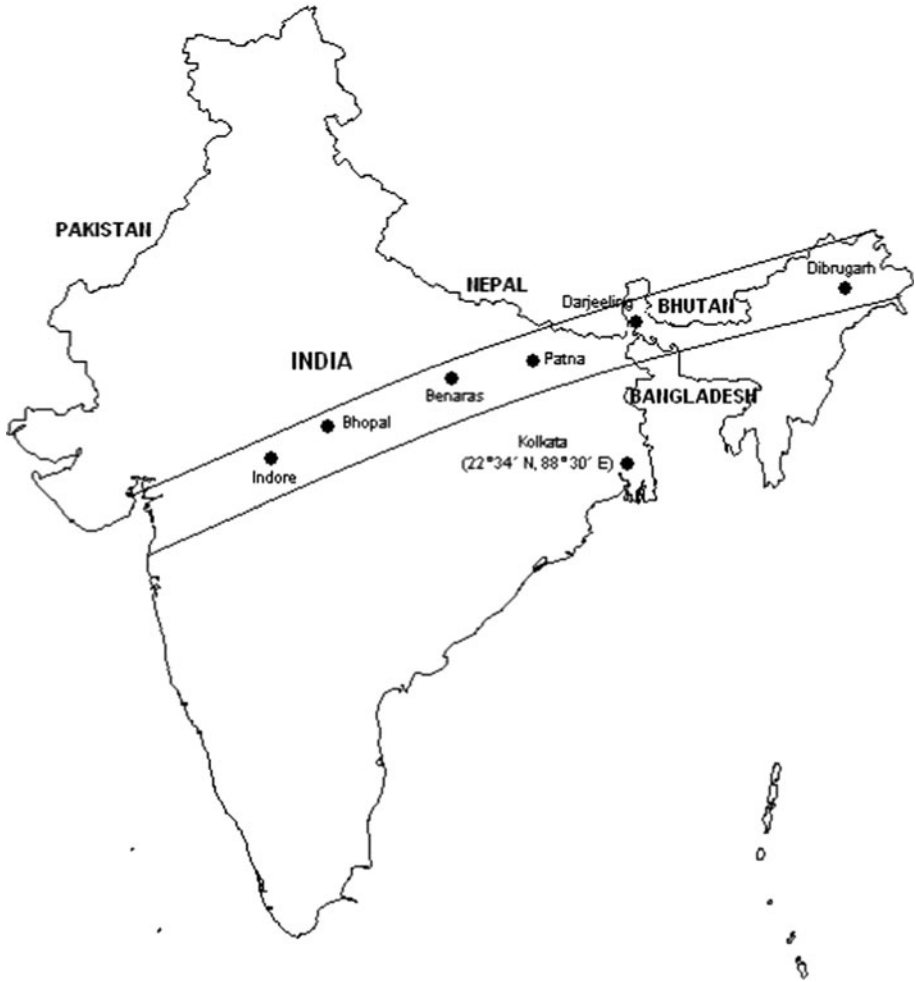 PAKISTAN
NEPAL
Dibrugarh
Darjeeling
BHUTAN
INDIA
Patna
Benaras
BANGLADESH
Bhopal
Kolkata
(22°34´ N, 88°30´ E)
Indore